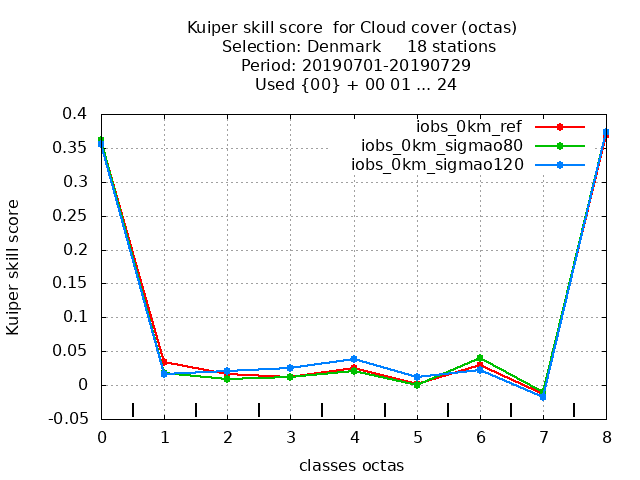 Kuiper skill score  for Cloud cover (octas)
Selection: Denmark     18 stations
Period: 20190701-20190729
Used {00} + 00 01 ... 24
iobs_0km_ref
iobs_0km_sigmao80
iobs_0km_sigmao120
Kuiper skill score
0.4
0.35
0.3
0.25
0.2
0.15
0.1
0.05
0
-0.05
0 1 2 3 4 5 6 7 8
classes octas